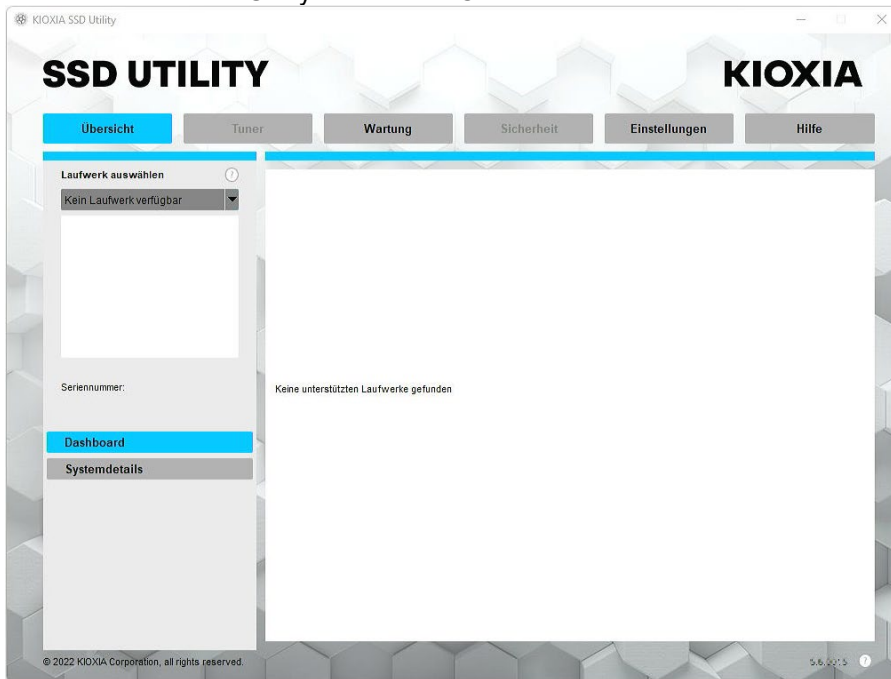 KIOXIA SSD Utility
SSD UTILITY
KIOXIA
Übersicht
Tuner
Wartung
Sicherheit
Einstellungen
Hilfe
Laufwerk auswählen
Kein Laufwerk verfügbar
Seriennummer:
Keine unterstützten Laufwerke gefunden
Dashboard
Systemdetails
© 2022 KIOXIA Corporation, all rights reserved.